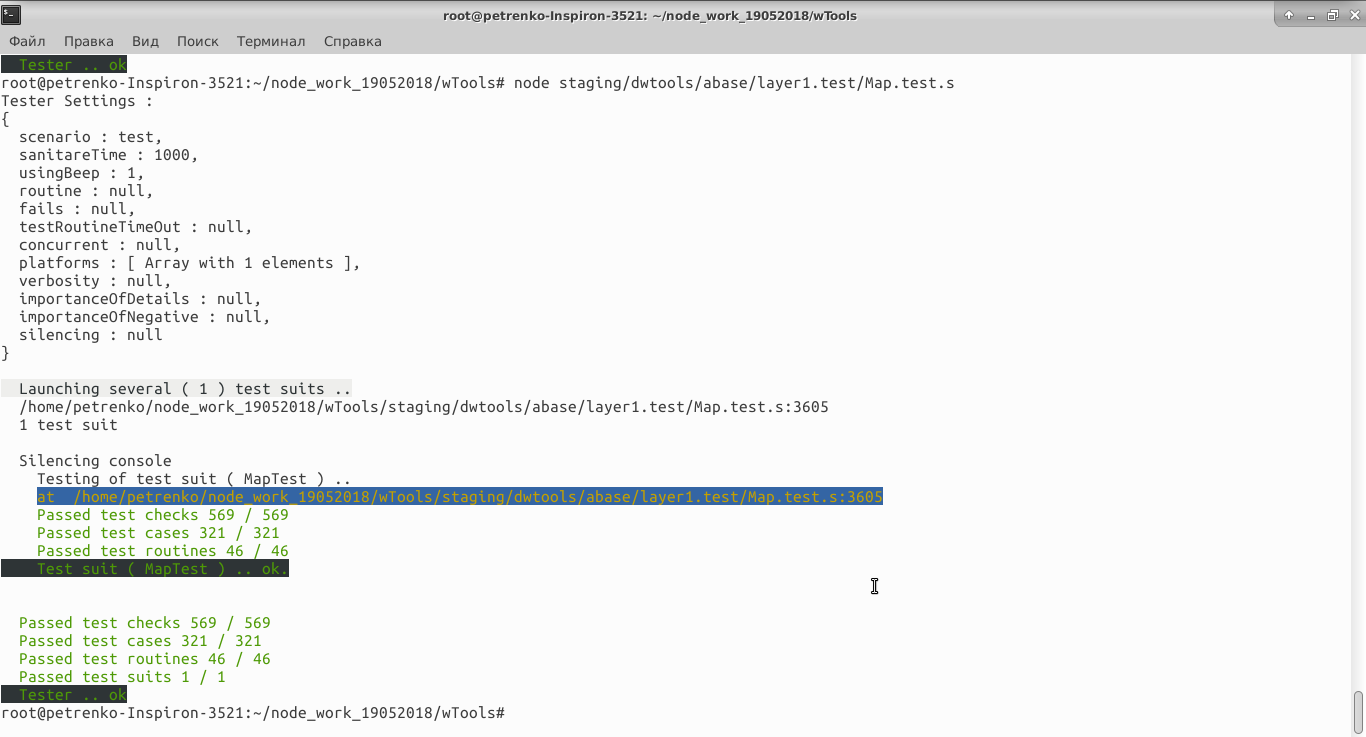 root@petrenko-Inspiron-3521: ~/node_work_19052018/wTools
Файл Правка Вид Поиск Терминал Справка
Tester .. ok
root@petrenko-Inspiron-3521:~/node_work_19052018/wTools# node staging/dwtools/abase/layer1.test/Map.test.s
Tester Settings :
{
  scenario : test,
  sanitareTime : 1000,
  usingBeep : 1,
  routine : null,
  fails : null,
  testRoutineTimeOut : null,
  concurrent : null,
  platforms : [ Array with 1 elements ],
  verbosity : null,
  importanceOfDetails : null,
  importanceOfNegative : null,
  silencing : null
}
  Launching several ( 1 ) test suits ..
  /home/petrenko/node_work_19052018/wTools/staging/dwtools/abase/layer1.test/Map.test.s:3605
  1 test suit
  Silencing console
    Testing of test suit ( MapTest ) ..
    at  /home/petrenko/node_work_19052018/wTools/staging/dwtools/abase/layer1.test/Map.test.s:3605
    Passed test checks 569 / 569
    Passed test cases 321 / 321
    Passed test routines 46 / 46
    Test suit ( MapTest ) .. ok.
  Passed test checks 569 / 569
  Passed test cases 321 / 321
  Passed test routines 46 / 46
  Passed test suits 1 / 1
  Tester .. ok
root@petrenko-Inspiron-3521:~/node_work_19052018/wTools#